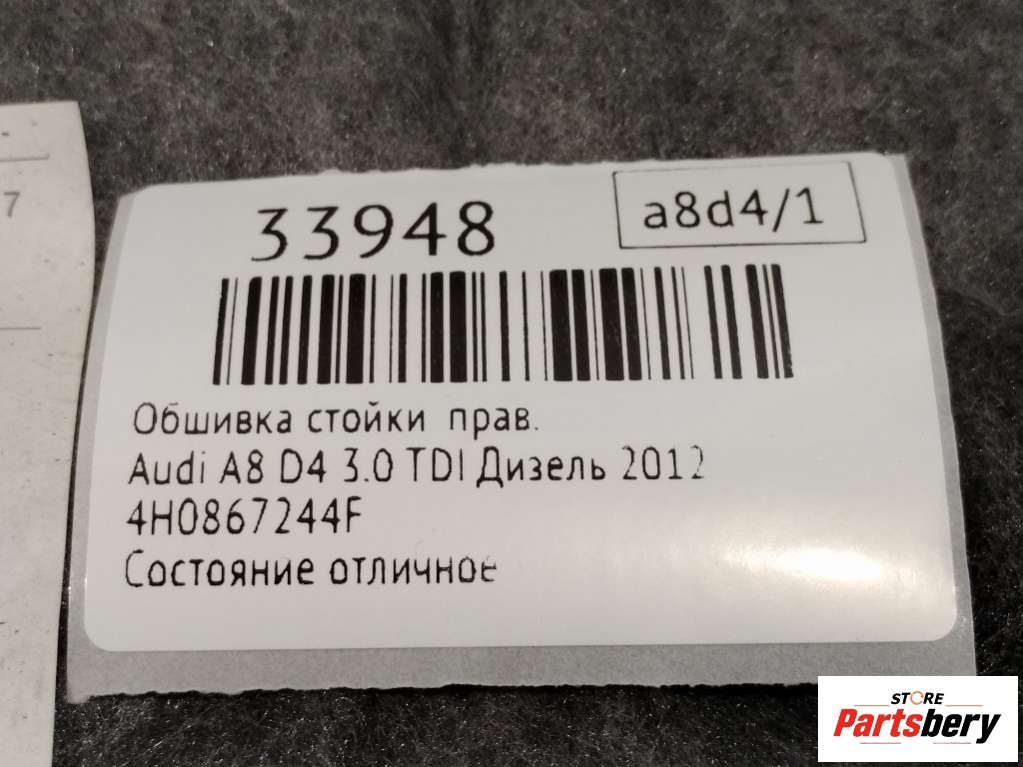 7
33948
a8d4/1
Обшивка стойки прав.
Audi A8 D4 3.0 TDI Дизель 2012
4H0867244F
Состояние отличное
STORE
Partsbery